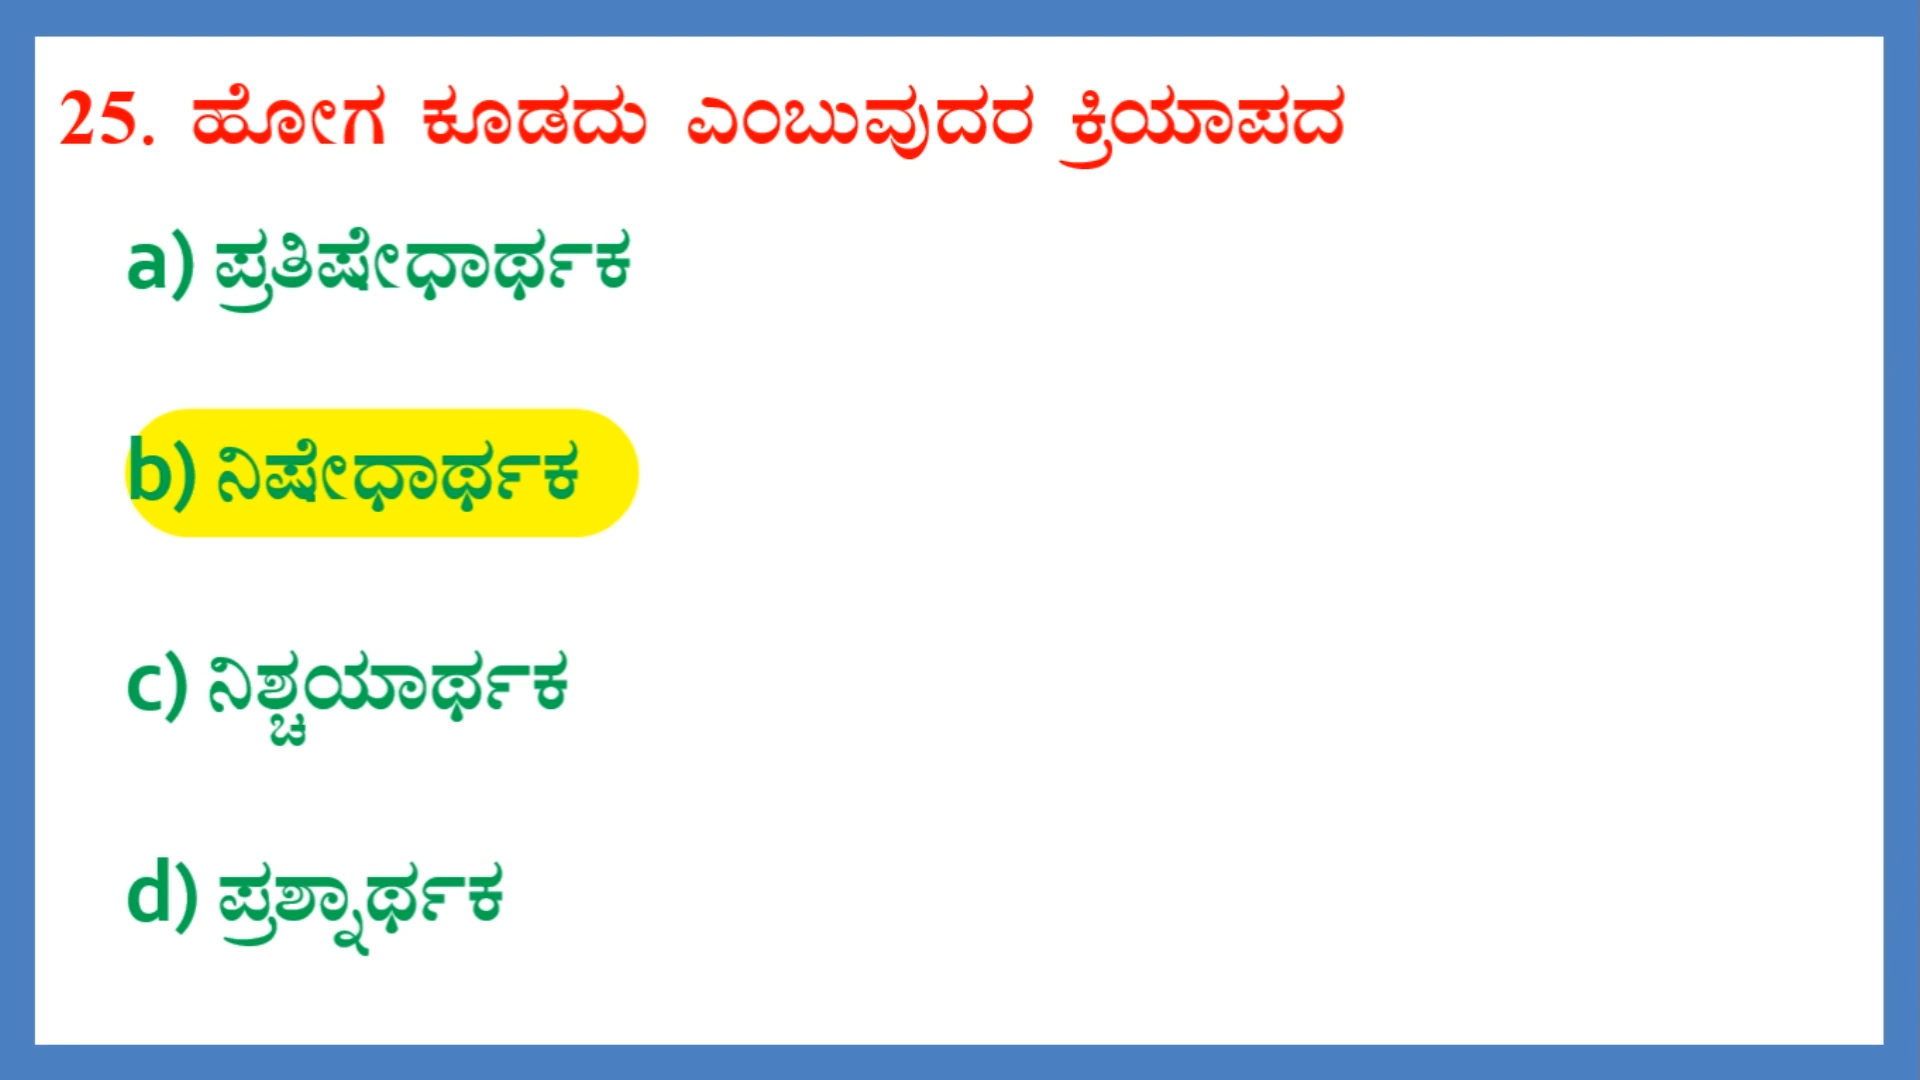 25. ಹೋಗ ಕೂಡದು ಎಂಬುವುದರ ಕ್ರಿಯಾಪದ
a) ಪ್ರತಿಷೇಧಾರ್ಥಕ
b) ನಿಷೇಧಾರ್ಥಕ
c) ನಿಶ್ಚಯಾರ್ಥಕ
d) ಪ್ರಶ್ನಾರ್ಥಕ